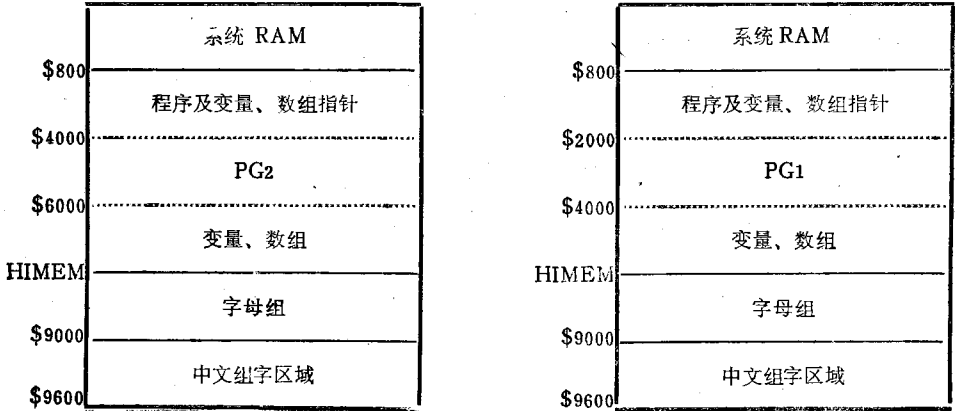 系统 RAM
$800
程序及变量、数组指针
$4000
PG2
$6000
变量、数组
HIMEM
字母组
$9000
中文组字区域
$9600
系统 RAM
$800
程序及变量、数组指针
$2000
PG1
$4000
变量、数组
HIMEM
字母组
$9000
中文组字区域
$9600